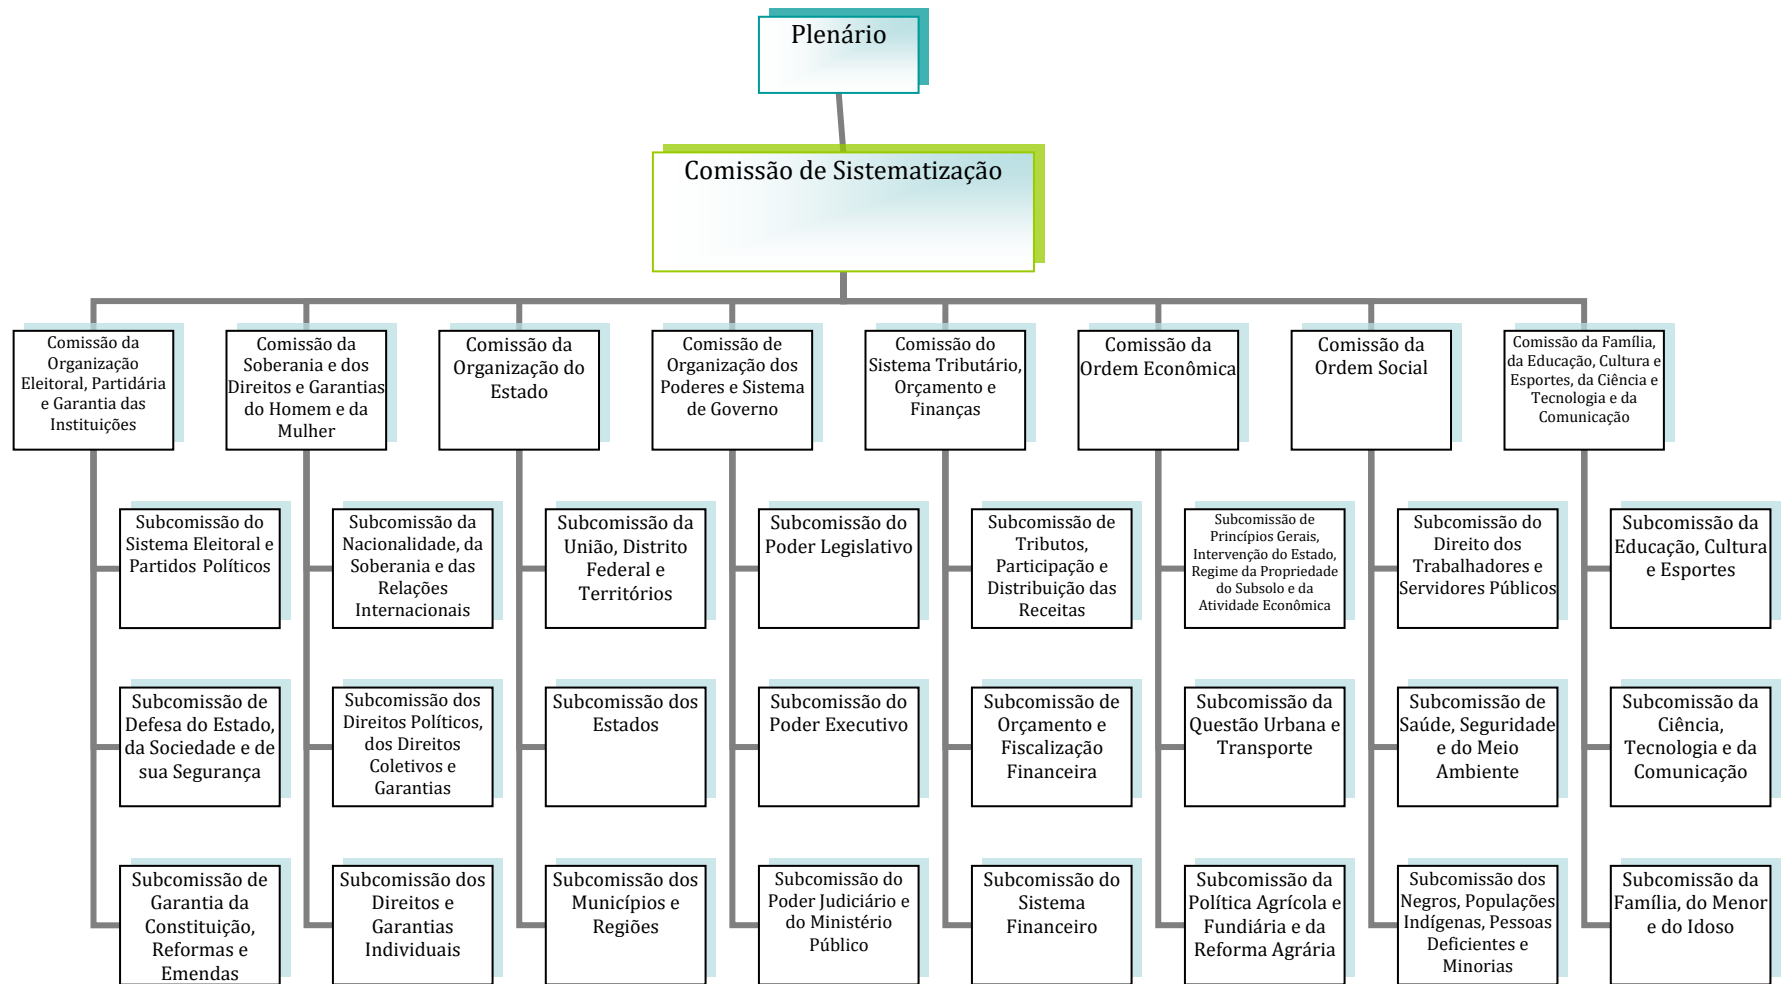 Plenário
Comissão de Sistematização
Comissão da
Organização
Eleitoral, Partidária
e Garantia das
Instituições
Comissão da
Soberania e dos
Direitos e Garantias
do Homem e da
Mulher
Comissão da
Organização do
Estado
Comissão de
Organização dos
Poderes e Sistema
de Governo
Comissão do
Sistema Tributário,
Orçamento e
Finanças
Comissão da
Ordem Econômica
Comissão da
Ordem Social
Comissão da Família,
da Educação, Cultura e
Esportes, da Ciência e
Tecnologia e da
Comunicação
Subcomissão do
Sistema Eleitoral e
Partidos Políticos
Subcomissão da
Nacionalidade, da
Soberania e das
Relações
Internacionais
Subcomissão da
União, Distrito
Federal e
Territórios
Subcomissão do
Poder Legislativo
Subcomissão de
Tributos,
Participação e
Distribuição das
Receitas
Subcomissão de
Princípios Gerais,
Intervenção do Estado,
Regime da Propriedade
do Subsolo e da
Atividade Econômica
Subcomissão do
Direito dos
Trabalhadores e
Servidores Públicos
Subcomissão da
Educação, Cultura
e Esportes
Subcomissão de
Defesa do Estado,
da Sociedade e de
sua Segurança
Subcomissão dos
Direitos Políticos,
dos Direitos
Coletivos e
Garantias
Subcomissão dos
Estados
Subcomissão do
Poder Executivo
Subcomissão de
Orçamento e
Fiscalização
Financeira
Subcomissão da
Questão Urbana e
Transporte
Subcomissão de
Saúde, Seguridade
e do Meio
Ambiente
Subcomissão da
Ciência,
Tecnologia e da
Comunicação
Subcomissão de
Garantia da
Constituição,
Reformas e
Emendas
Subcomissão dos
Direitos e
Garantias
Individuais
Subcomissão dos
Municípios e
Regiões
Subcomissão do
Poder Judiciário e
do Ministério
Público
Subcomissão do
Sistema
Financeiro
Subcomissão da
Política Agrícola e
Fundiária e da
Reforma Agrária
Subcomissão dos
Negros, Populações
Indígenas, Pessoas
Deficientes e
Minorias
Subcomissão da
Família, do Menor
e do Idoso